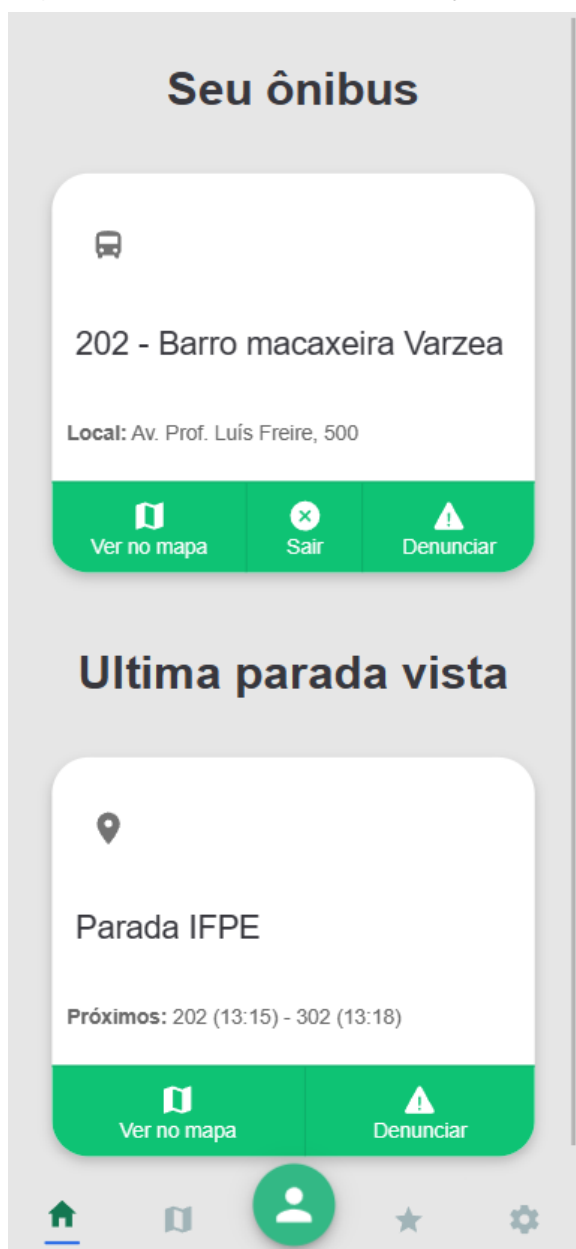 Seu ônibus
202 - Barro macaxeira Varzea
Local: Av. Prof. Luís Freire, 500
Ver no mapa
Sair
Denunciar
Ultima parada vista
Parada IFPE
Próximos: 202 (13:15) - 302 (13:18)
Ver no mapa
Denunciar